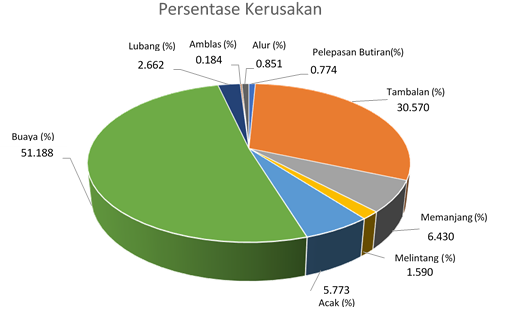 Persentase Kerusakan
Lubang (%)
2.662
Amblas (%)
0.184
Alur (%)
0.851
Pelepasan Butiran(%)
0.774
Tambalan (%)
30.570
Buaya (%)
51.188
Memanjang (%)
6.430
Melintang (%)
1.590
5.773
Acak (%)